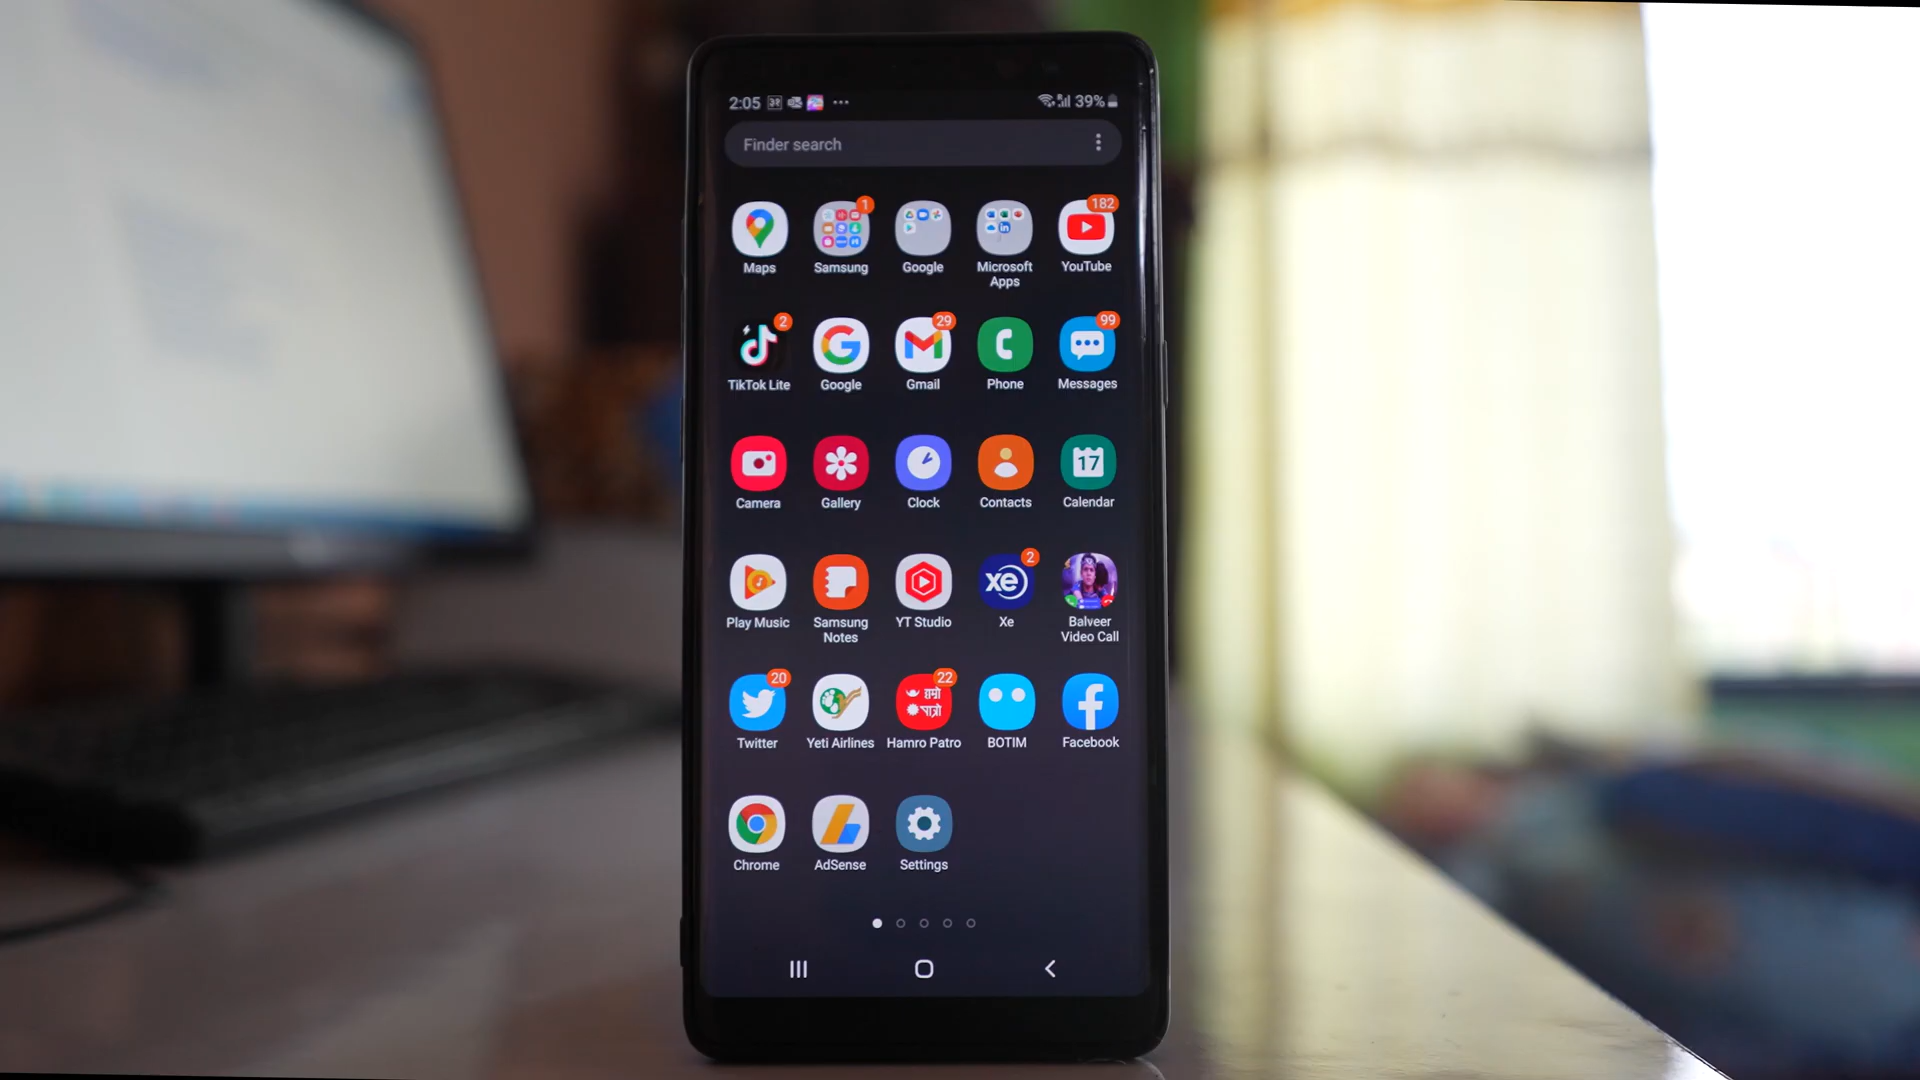 2:05 39%
Finder search
1 182
Maps Samsung Google Microsoft Apps YouTube
2 29 99
TikTok Lite Google Gmail Phone Messages
17
Camera Gallery Clock Contacts Calendar
xe 2
Play Music Samsung Notes YT Studio Xe Balveer Video Call
20 22
हाम्रो
पात्रो
Twitter Yeti Airlines Hamro Patro BOTIM Facebook
Chrome AdSense Settings